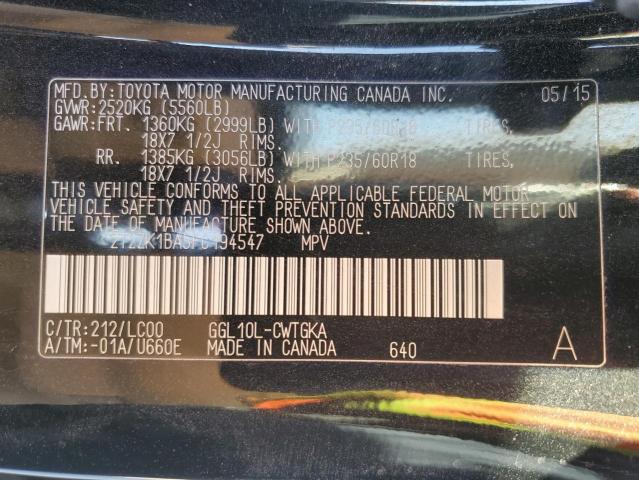 MFD.BY:TOYOTA MOTOR MANUFACTURING CANADA INC. 05/15
GVWR:2520KG (5560LB)
GAWR:FRT. 1360KG (2999LB) WITH P235/60R18 TIRES,
18X7 1/2J RIMS.
RR. 1385KG (3056LB) WITH P235/60R18 TIRES,
18X7 1/2J RIMS.
THIS VEHICLE CONFORMS TO ALL APPLICABLE FEDERAL MOTOR
VEHICLE SAFETY AND THEFT PREVENTION STANDARDS IN EFFECT ON
THE DATE OF MANUFACTURE SHOWN ABOVE.
MPV
C/TR:212/LC00 GGL10L-CWTGKA
A/TM:-01A/U660E MADE IN CANADA 640 A